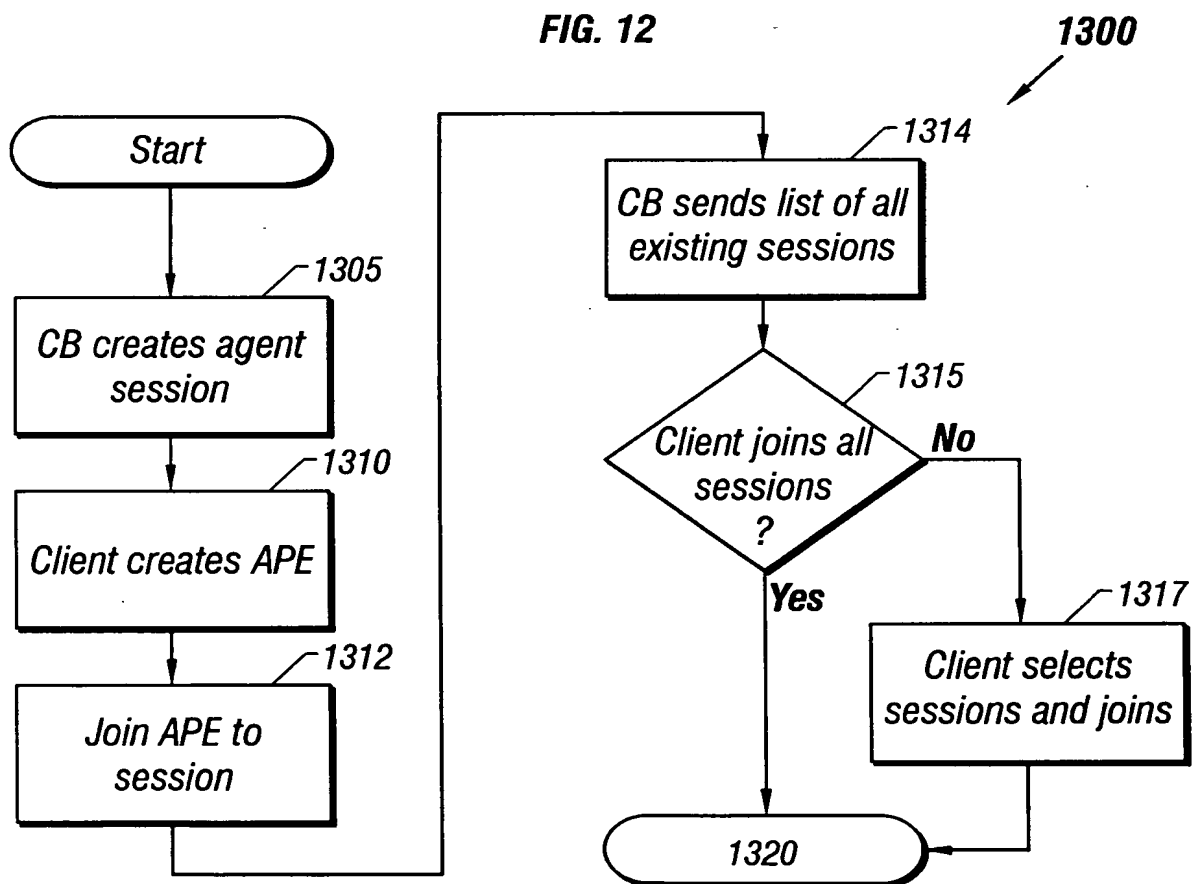 FIG. 12
1300
Start
1305
CB creates agent
session
1310
Client creates APE
1312
Join APE to
session
1314
CB sends list of all
existing sessions
1315
Client joins all
sessions
?
No
Yes
1317
Client selects
sessions and joins
1320